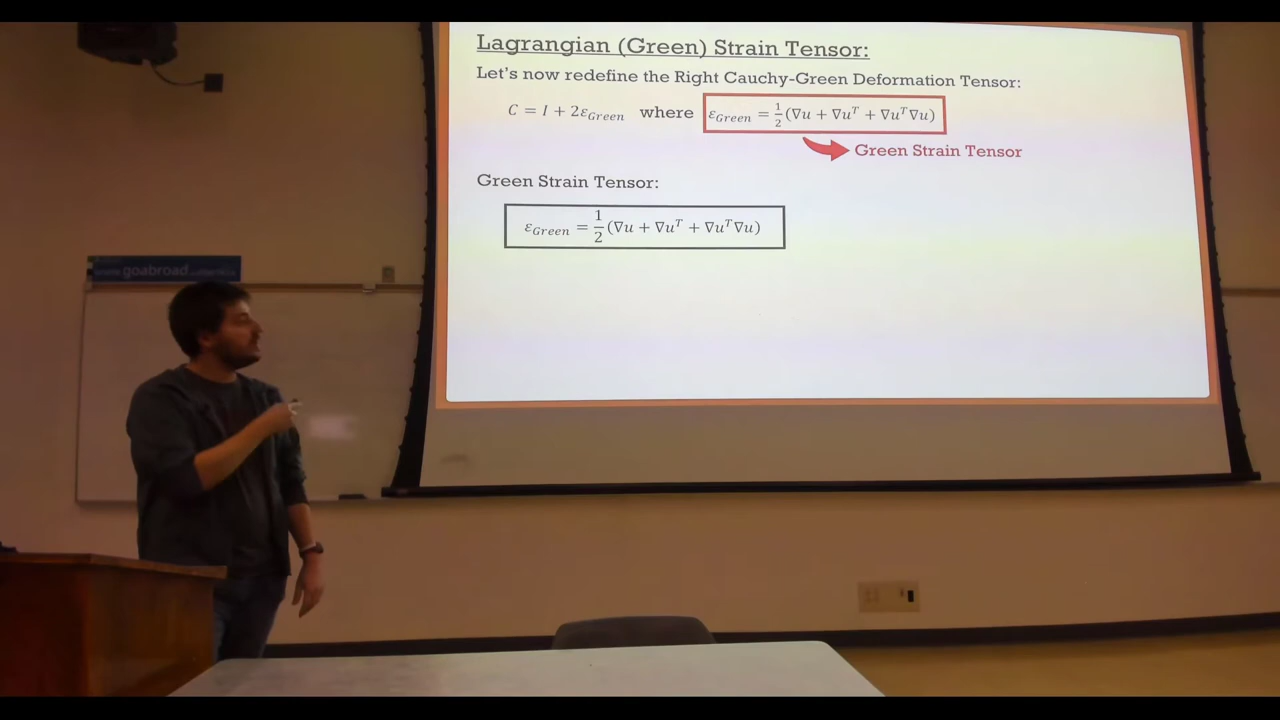 Lagrangian (Green) Strain Tensor:
Let's now redefine the Right Cauchy-Green Deformation Tensor:
C = I + 2ε_Green where ε_Green = 1/2(∇u + ∇u^T + ∇u^T∇u)
Green Strain Tensor
Green Strain Tensor:
ε_Green = 1/2(∇u + ∇u^T + ∇u^T∇u)
goabroad